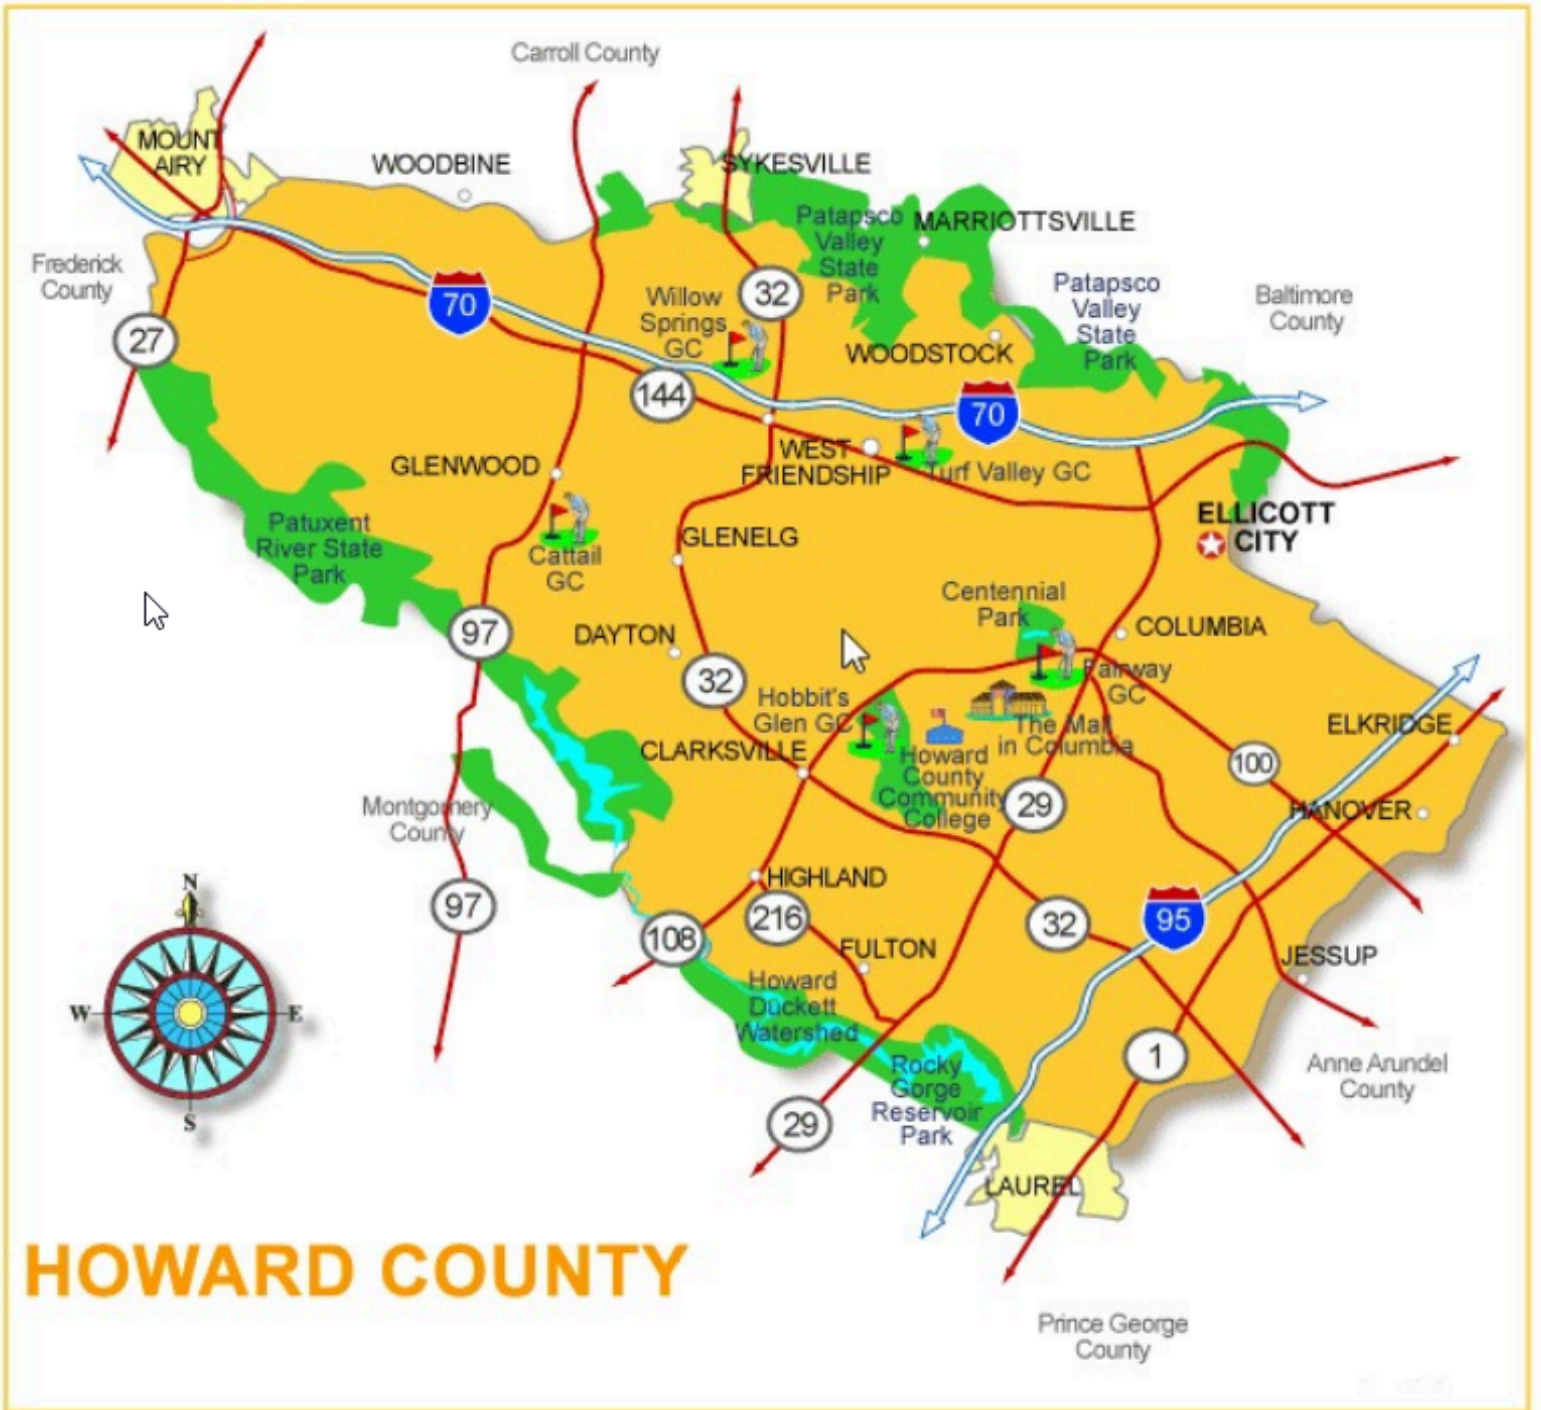 Carroll County
MOUNT
AIRY
WOODBINE
SYKESVILLE
Patapsco
Valley
State
Park
MARRIOTTSVILLE
Frederick
County
70
Willow
Springs
GC
32
Patapsco
Valley
State
Park
Baltimore
County
27
WOODSTOCK
144
70
WEST
FRIENDSHIP
Turf Valley GC
GLENWOOD
ELLICOTT
CITY
Patuxent
River State
Park
Cattail
GC
GLENELG
Centennial
Park
97
DAYTON
COLUMBIA
32
Fairway
GC
Hobbit's
Glen GC
The Mall
in Columbia
ELKRIDGE
CLARKSVILLE
Howard
County
Community
College
100
29
HANOVER
Montgomery
County
HIGHLAND
97
216
108
32
95
FULTON
JESSUP
Howard
Duckett
Watershed
N
W
E
S
1
Rocky
Gorge
Reservoir
Park
Anne Arundel
County
29
LAUREL
HOWARD COUNTY
Prince George
County